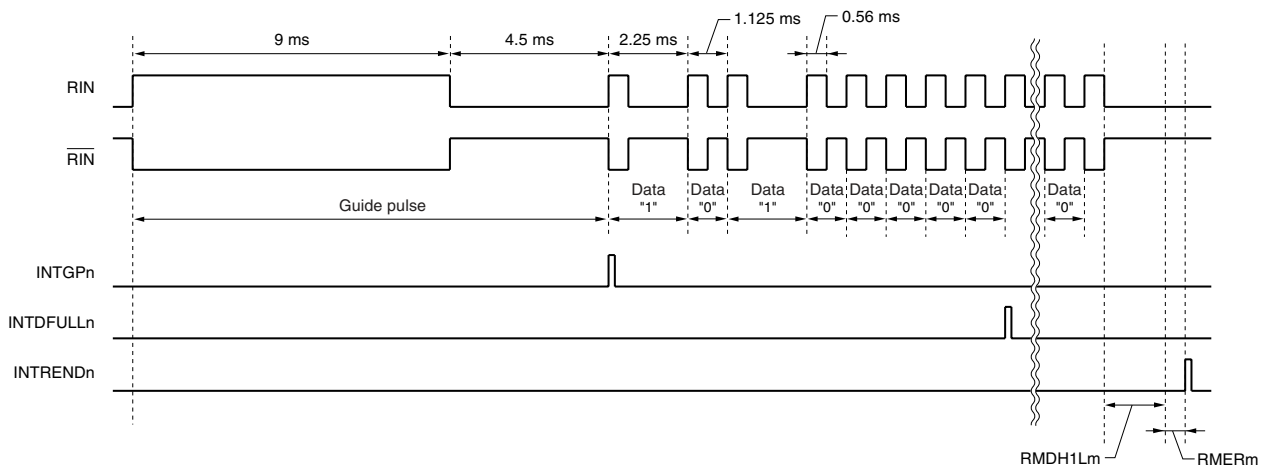 1.125 ms
0.56 ms
9 ms
4.5 ms
2.25 ms
RIN
RIN
Guide pulse
Data "1"
Data "0"
Data "1"
Data "0"
Data "0"
Data "0"
Data "0"
Data "0"
Data "0"
INTGPn
INTDFULLn
INTRENDn
RMDH1Lm
RMERm